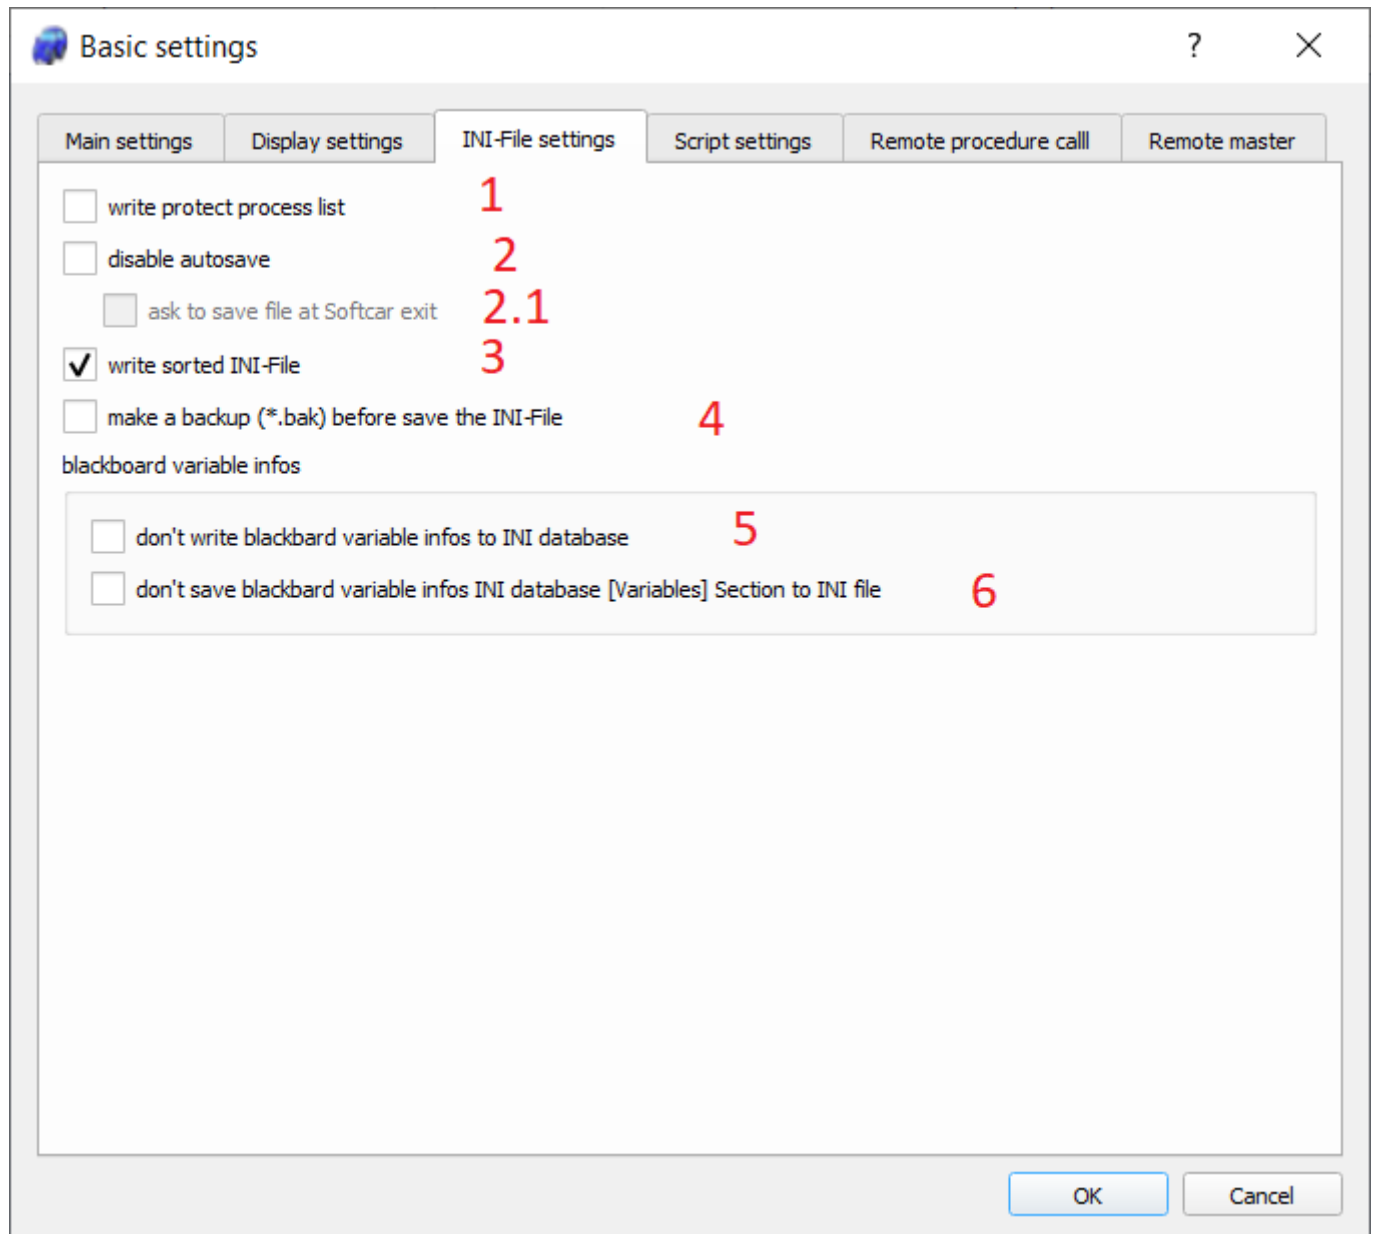 Basic settings ?
Main settings Display settings INI-File settings Script settings Remote procedure calll Remote master
write protect process list 1
disable autosave 2
ask to save file at Softcar exit 2.1
write sorted INI-File 3
make a backup (*.bak) before save the INI-File 4
blackboard variable infos
don't write blackbard variable infos to INI database 5
don't save blackbard variable infos INI database [Variables] Section to INI file 6
OK Cancel